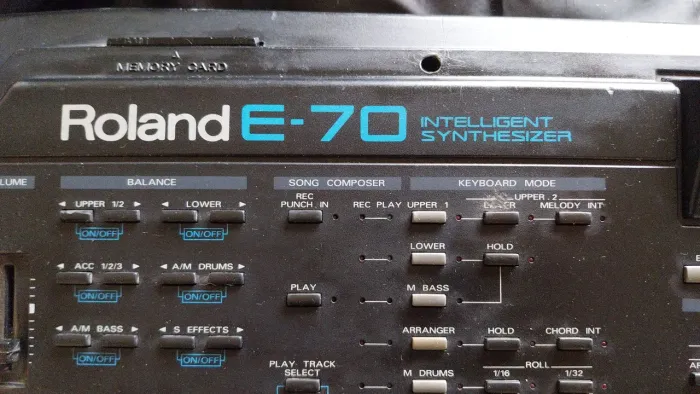 MEMORY CARD
Roland E-70 INTELLIGENT SYNTHESIZER
LUME BALANCE SONG COMPOSER KEYBOARD MODE
UPPER 1/2 LOWER REC PUNCH IN REC PLAY UPPER 1 UPPER 2 MELODY INT
ON/OFF ON/OFF
LOWER HOLD
ACC 1/2/3 A/M DRUMS
ON/OFF ON/OFF
PLAY M BASS
A/M BASS S EFFECTS ARRANGER HOLD CHORD INT
ON/OFF ON/OFF
PLAY TRACK SELECT M DRUMS ROLL 1/16 1/32